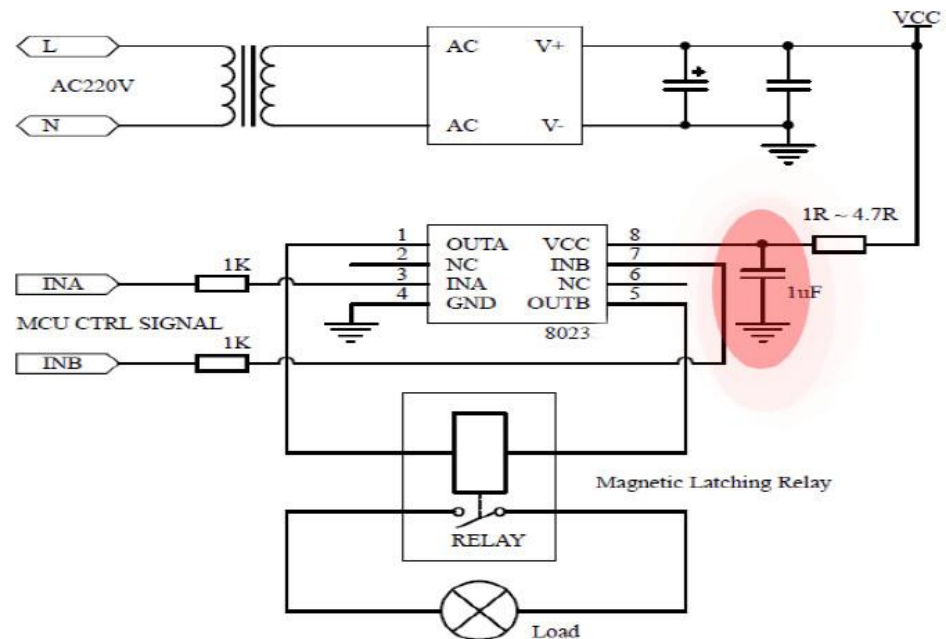 VCC
L
AC V+
AC220V
N
AC V-
1R ~ 4.7R
1 OUTA VCC 8
2 NC INB 7
INA 1K 3 INA NC 6
4 GND OUTB 5
1uF
MCU CTRL SIGNAL
8023
INB 1K
Magnetic Latching Relay
RELAY
Load